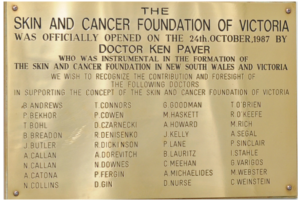 THE
SKIN AND CANCER FOUNDATION OF VICTORIA
WAS OFFICIALLY OPENED ON THE 24th.OCTOBER,1987 BY
DOCTOR KEN PAVER
WHO WAS INSTRUMENTAL IN THE FORMATION OF
THE SKIN AND CANCER FOUNDATION IN NEW SOUTH WALES AND VICTORIA
WE WISH TO RECOGNIZE THE CONTRIBUTION AND FORESIGHT OF
THE FOLLOWING DOCTORS
IN SUPPORTING THE CONCEPT OF THE SKIN AND CANCER FOUNDATION OF VICTORIA
ANDREWS T CONNORS G GOODMAN T O'BRIEN
P BEKHOR P COWEN M HASKETT R O KEEFE
T BOHL D CZARNECKI A HOWARD M RICH
B BREADON R DENISENKO J KELLY A SEGAL
J BUTLER R DICKINSON P LANE P SINCLAIR
A CALLAN A DOREVITCH B LAURITZ I STAHLE
V CALLAN N DOWNES C MEEHAN G VARIGOS
A CATONA P FERGIN A MICHAELIDES M WEBSTER
N COLLINS D GIN D NURSE C WEINSTEIN